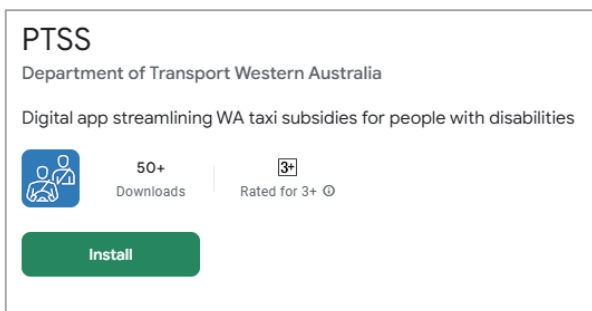 PTSS
Department of Transport Western Australia
Digital app streamlining WA taxi subsidies for people with disabilities
50+
Downloads
3+
Rated for 3+
Install